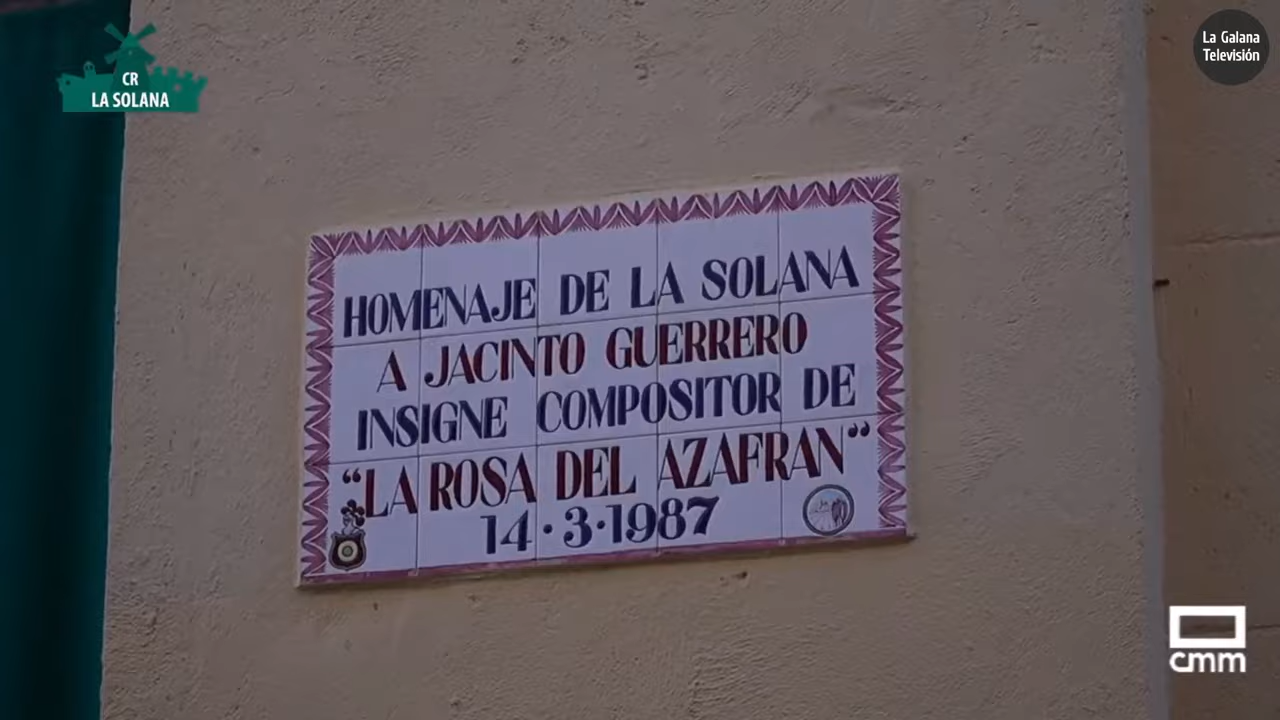 CR
LA SOLANA
La Galana
Televisión
HOMENAJE DE LA SOLANA
A JACINTO GUERRERO
INSIGNE COMPOSITOR DE
“LA ROSA DEL AZAFRAN“
14·3·1987
cmm